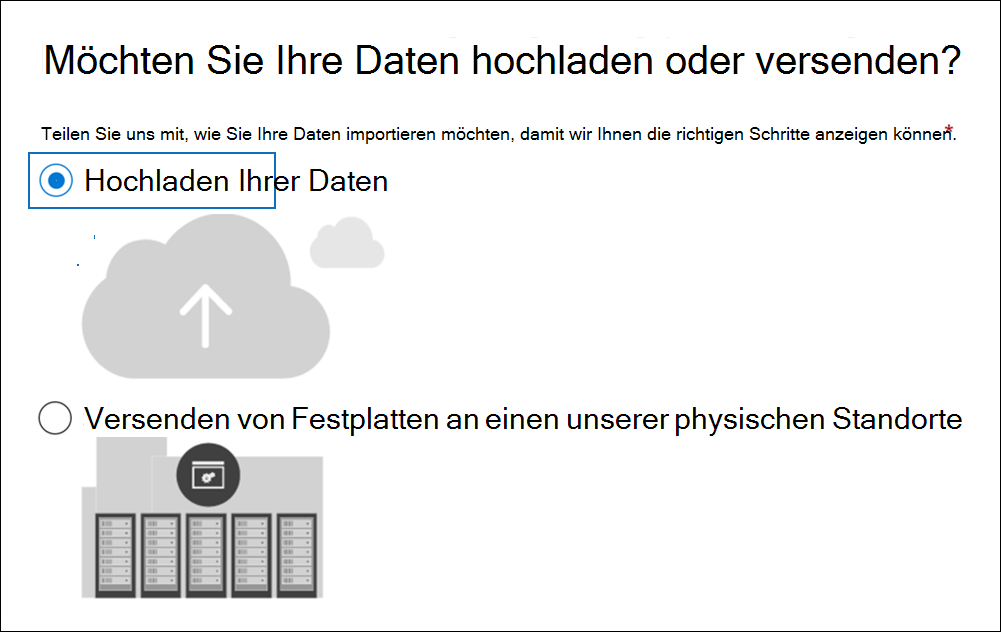 Möchten Sie Ihre Daten hochladen oder versenden?
Teilen Sie uns mit, wie Sie Ihre Daten importieren möchten, damit wir Ihnen die richtigen Schritte anzeigen können.*
Hochladen Ihrer Daten
Versenden von Festplatten an einen unserer physischen Standorte